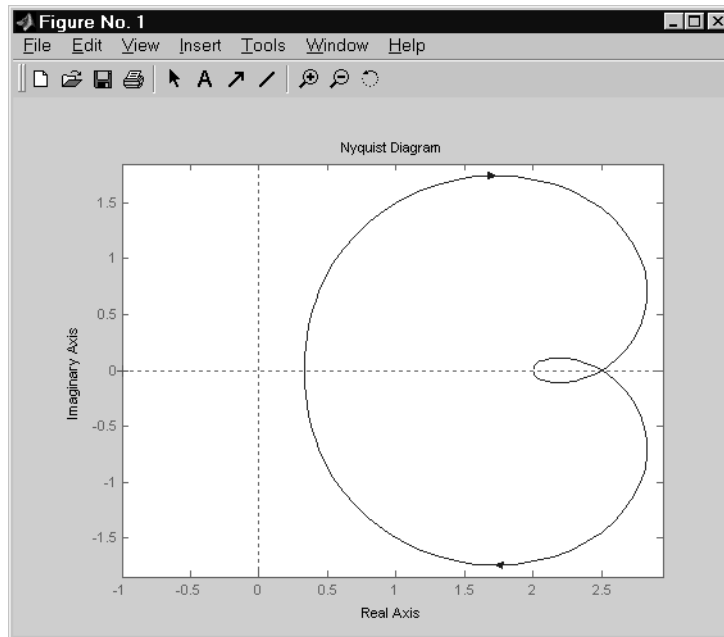 Figure No. 1
File Edit View Insert Tools Window Help
A
Nyquist Diagram
1.5
1
0.5
0
-0.5
-1
-1.5
Imaginary Axis
-1 -0.5 0 0.5 1 1.5 2 2.5
Real Axis